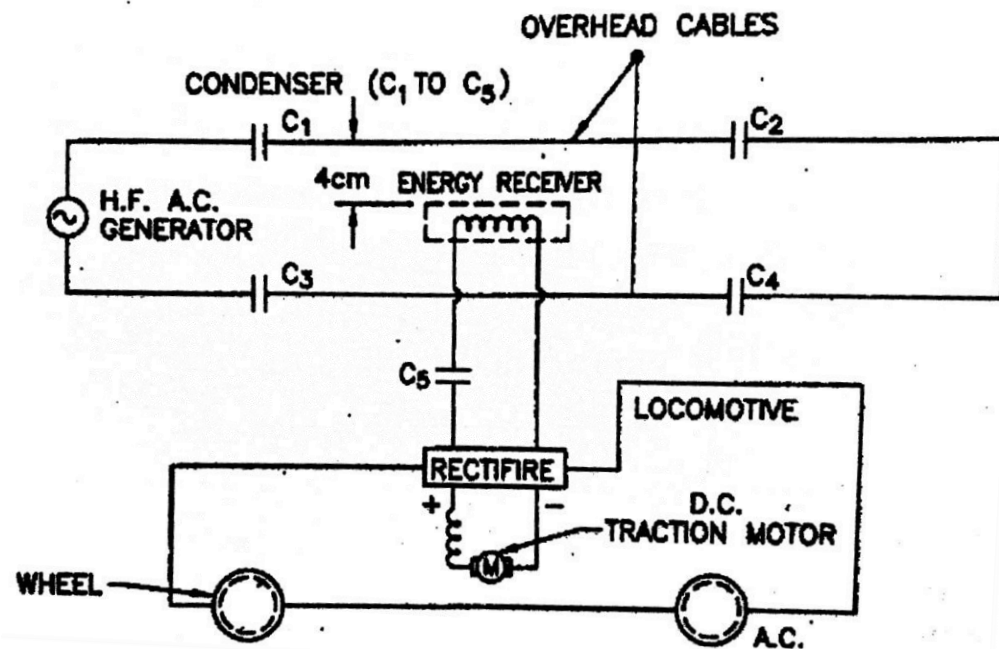 OVERHEAD CABLES
CONDENSER (C1 TO C5)
C1
C2
4cm ENERGY RECEIVER
H.F. A.C.
GENERATOR
C3
C4
C5
LOCOMOTIVE
RECTIFIRE
+ −
D.C.
TRACTION MOTOR
M
WHEEL
A.C.